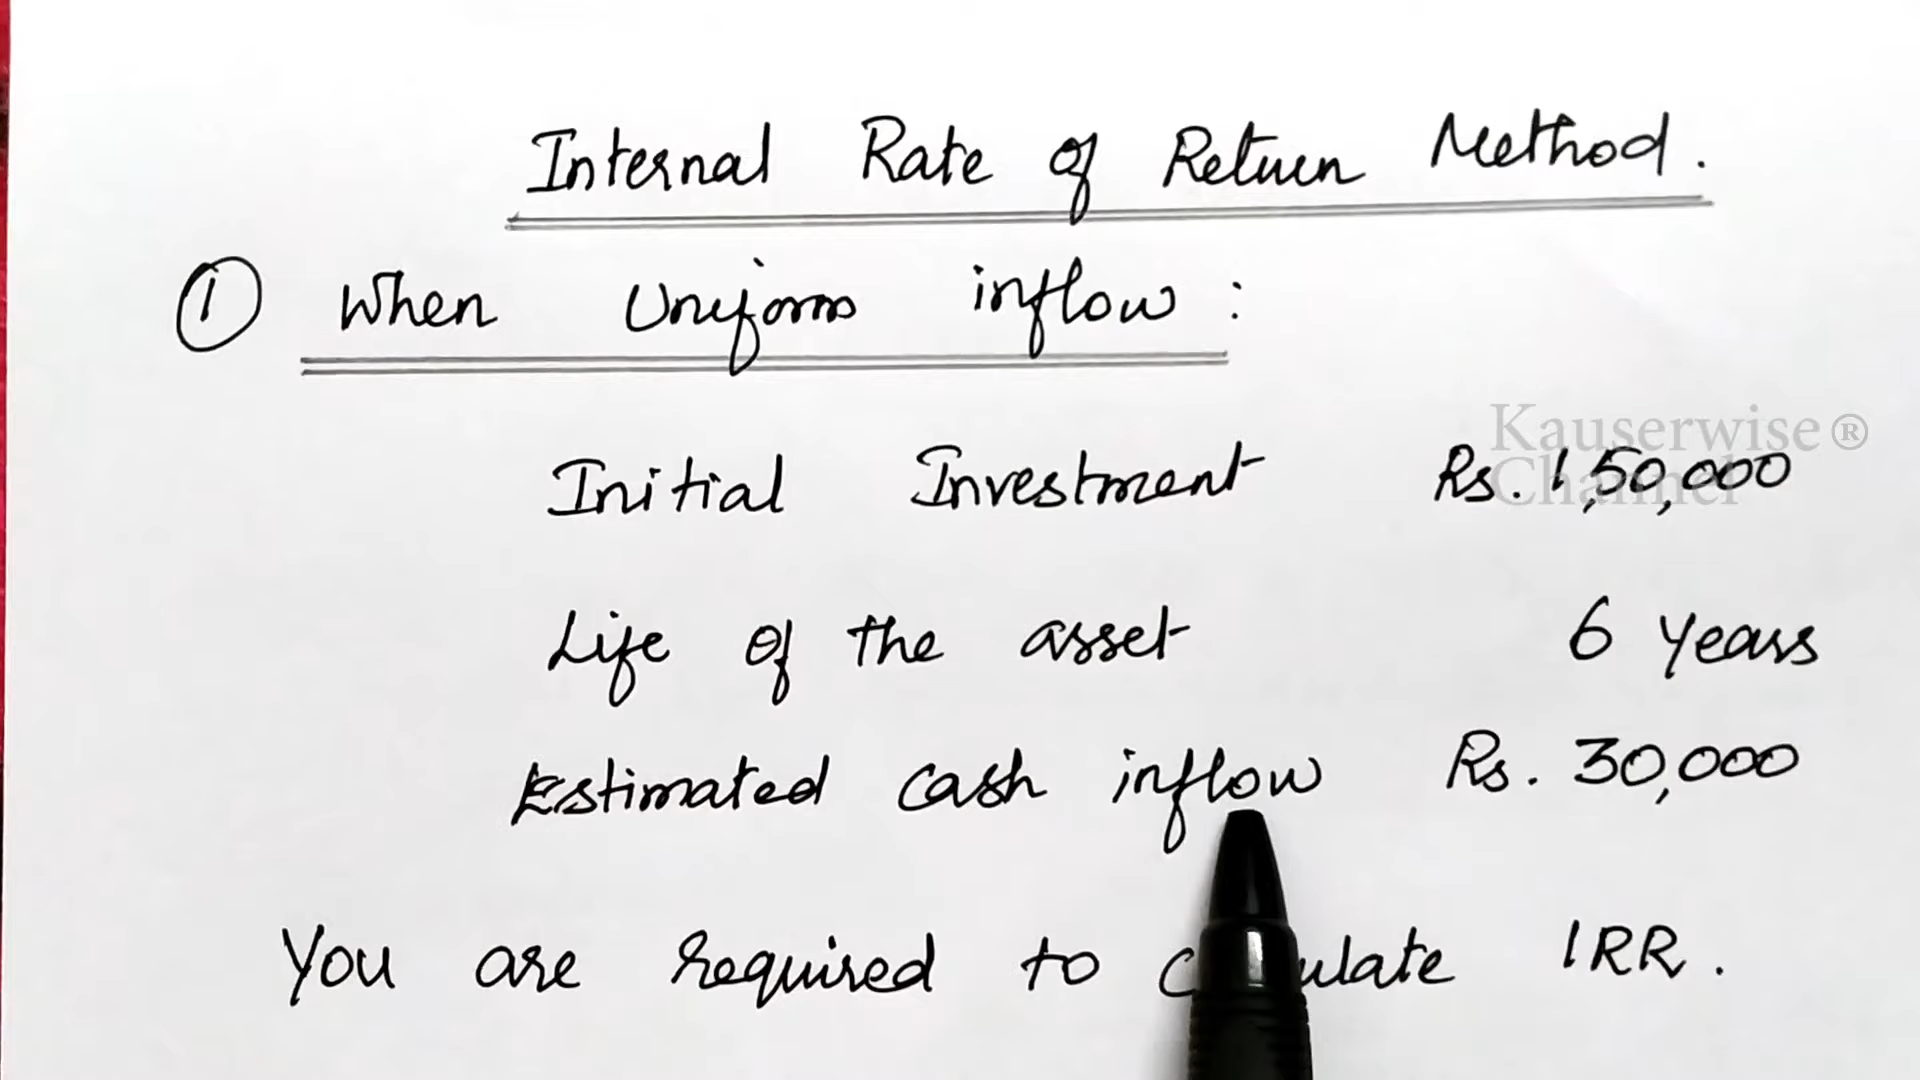 Internal Rate of Return Method.
① When Uniform inflow :
Kauserwise®
Channel
Initial Investment Rs. 1,50,000
Life of the asset 6 Years
Estimated cash inflow Rs. 30,000
You are required to IRR.